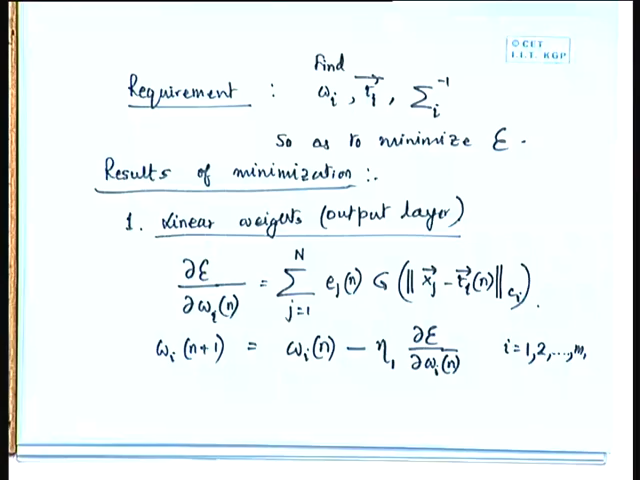 © CET
I.I.T. KGP
Find
Requirement : ωᵢ, t⃗ᵢ, Σᵢ⁻¹
So as to minimize ℰ.
Results of minimization :.
1. Linear weights (output layer)
∂ℰ/∂ωᵢ(n) = Σ_{j=1}^{N} eⱼ(n) G (‖x⃗ⱼ − t⃗ᵢ(n)‖_{cᵢ}).
ωᵢ(n+1) = ωᵢ(n) − η₁ ∂ℰ/∂ωᵢ(n) i=1,2,...,m₁